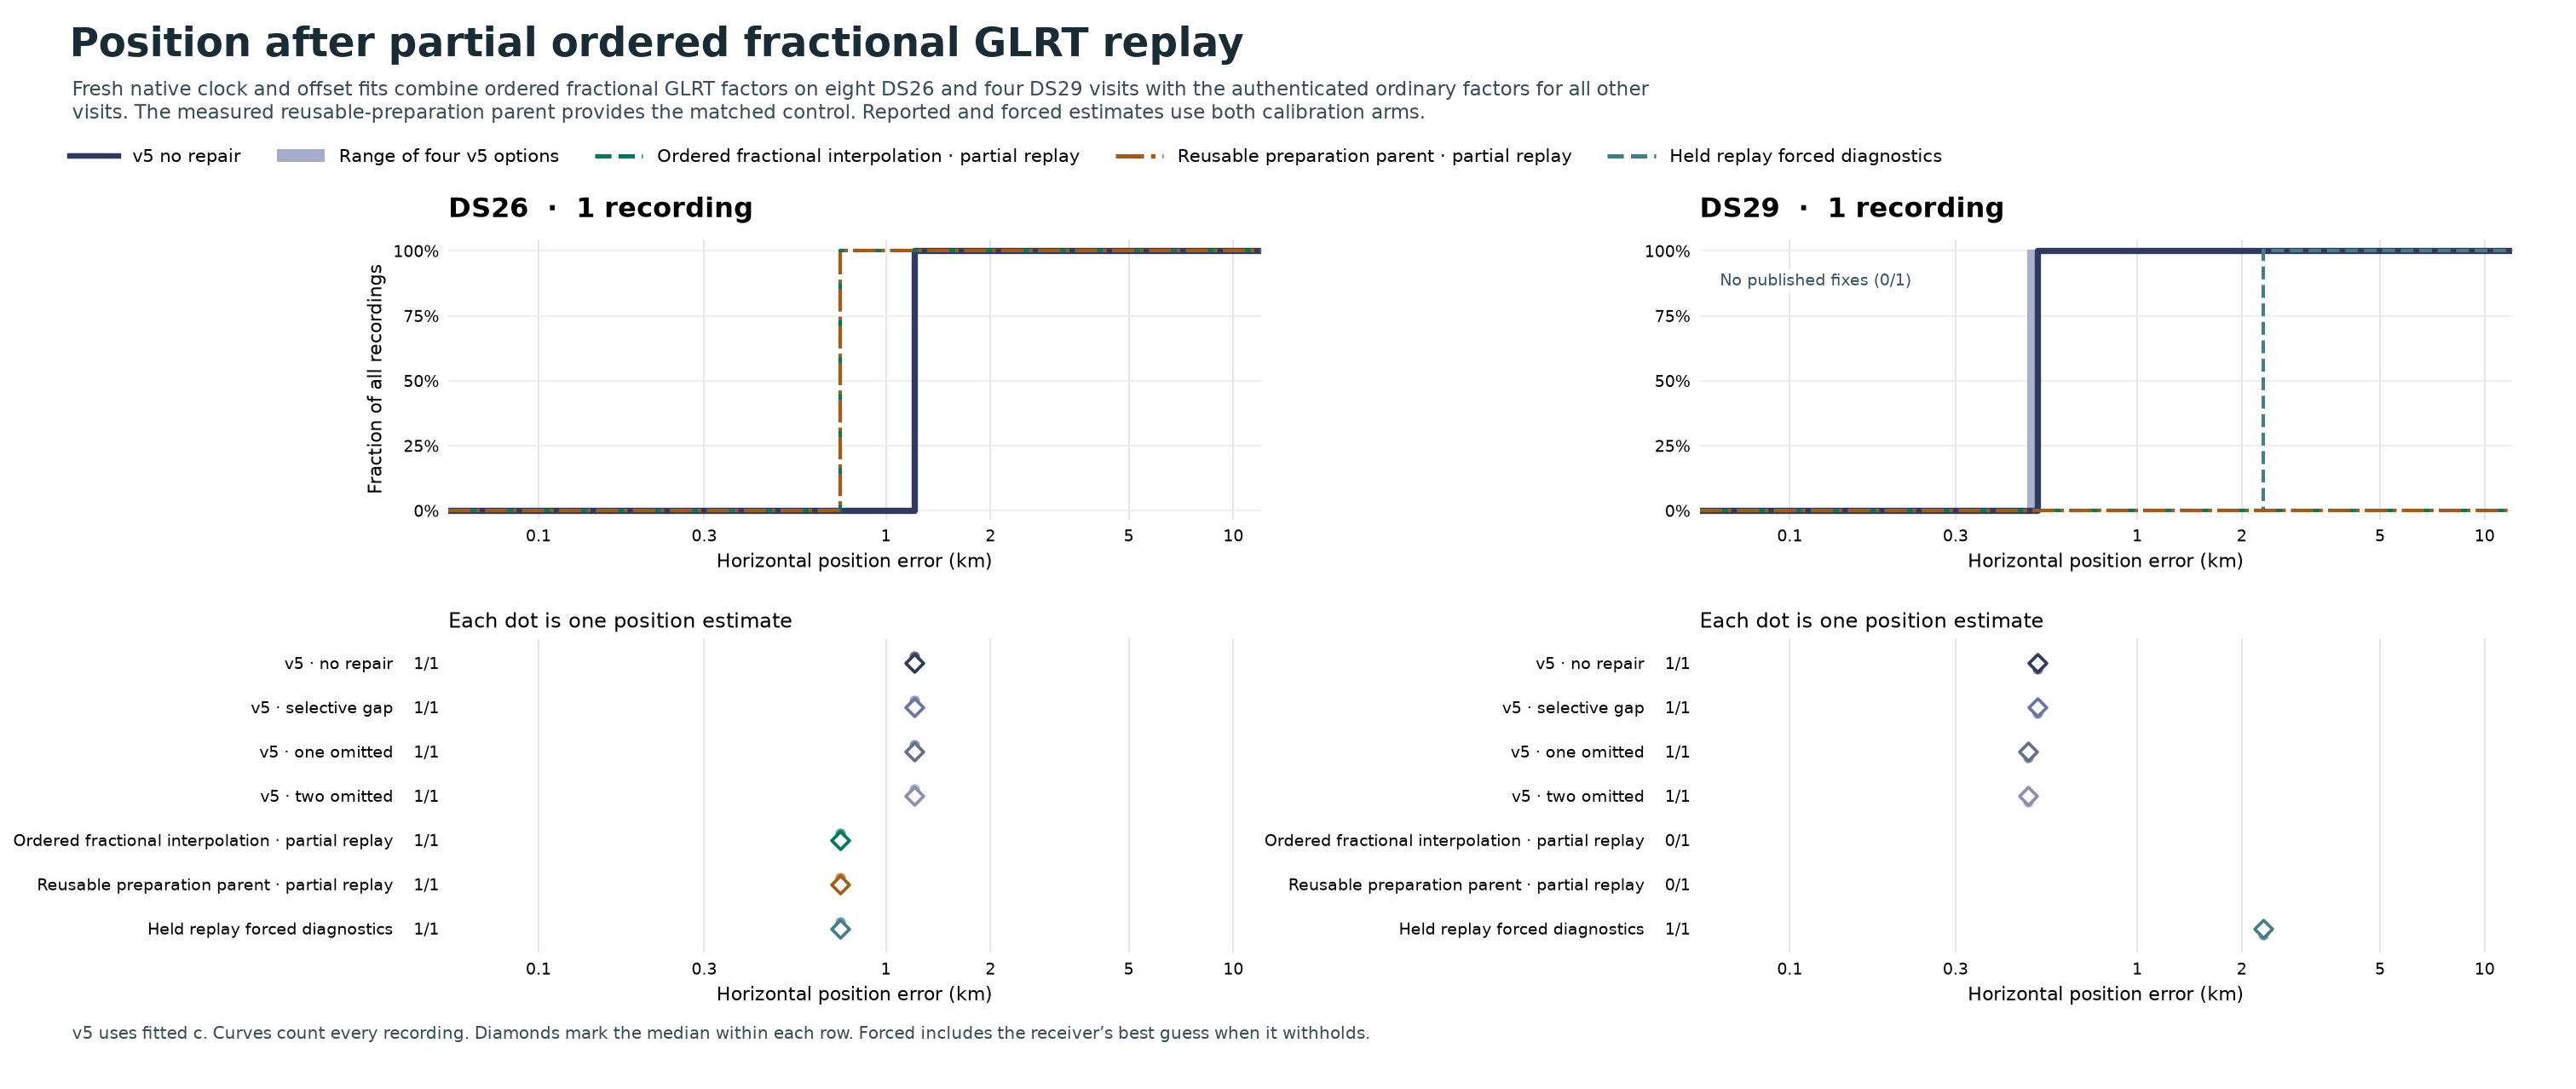 Position after partial ordered fractional GLRT replay
Fresh native clock and offset fits combine ordered fractional GLRT factors on eight DS26 and four DS29 visits with the authenticated ordinary factors for all other
visits. The measured reusable-preparation parent provides the matched control. Reported and forced estimates use both calibration arms.
v5 no repair
Range of four v5 options
Ordered fractional interpolation · partial replay
Reusable preparation parent · partial replay
Held replay forced diagnostics
DS26 · 1 recording
Fraction of all recordings
100%
75%
50%
25%
0%
0.1 0.3 1 2 5 10
Horizontal position error (km)
DS29 · 1 recording
No published fixes (0/1)
100%
75%
50%
25%
0%
0.1 0.3 1 2 5 10
Horizontal position error (km)
Each dot is one position estimate
v5 · no repair 1/1
v5 · selective gap 1/1
v5 · one omitted 1/1
v5 · two omitted 1/1
Ordered fractional interpolation · partial replay 1/1
Reusable preparation parent · partial replay 1/1
Held replay forced diagnostics 1/1
0.1 0.3 1 2 5 10
Horizontal position error (km)
Each dot is one position estimate
v5 · no repair 1/1
v5 · selective gap 1/1
v5 · one omitted 1/1
v5 · two omitted 1/1
Ordered fractional interpolation · partial replay 0/1
Reusable preparation parent · partial replay 0/1
Held replay forced diagnostics 1/1
0.1 0.3 1 2 5 10
Horizontal position error (km)
v5 uses fitted c. Curves count every recording. Diamonds mark the median within each row. Forced includes the receiver’s best guess when it withholds.